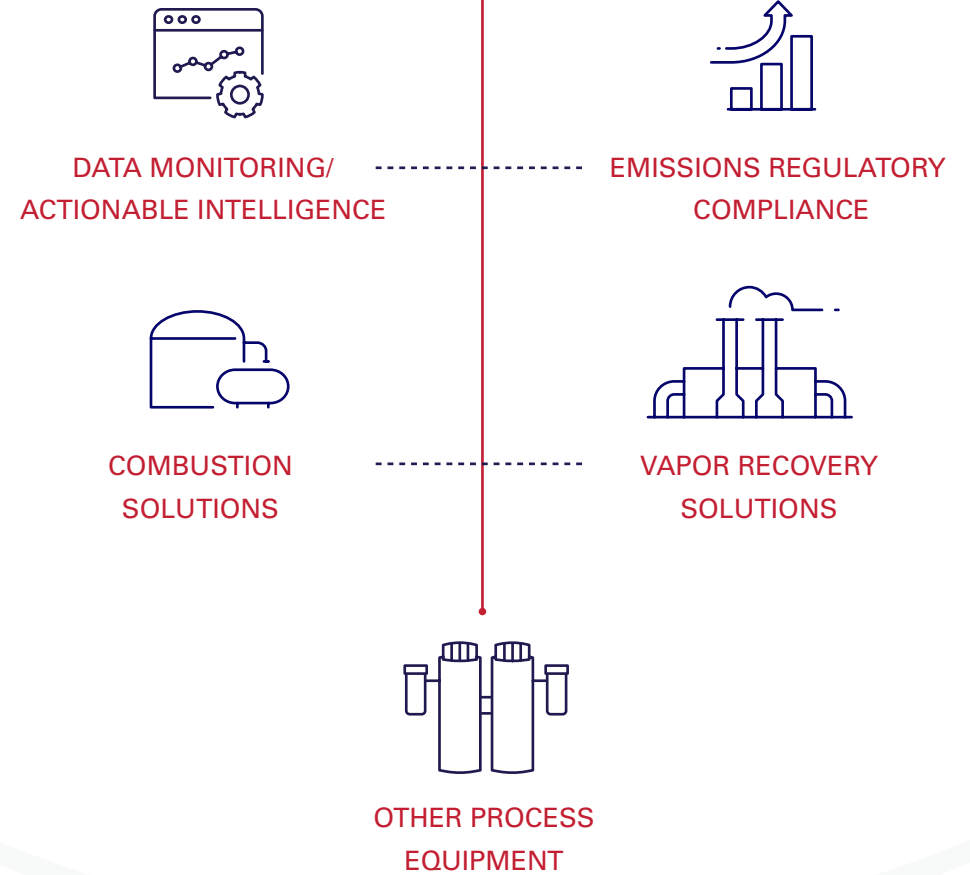 DATA MONITORING/
ACTIONABLE INTELLIGENCE
EMISSIONS REGULATORY
COMPLIANCE
COMBUSTION
SOLUTIONS
VAPOR RECOVERY
SOLUTIONS
OTHER PROCESS
EQUIPMENT